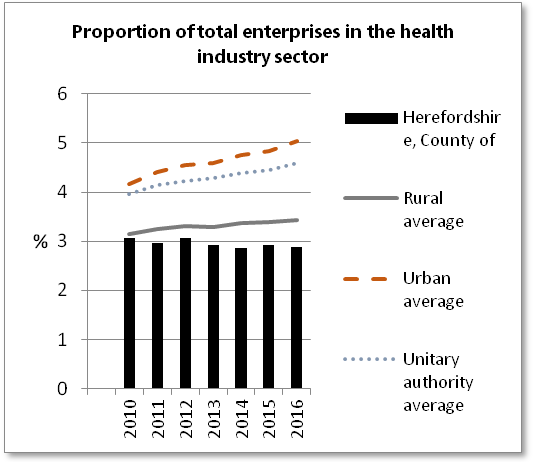 Proportion of total enterprises in the health
industry sector
6
5
4
3
2
1
0
%
2010
2011
2012
2013
2014
2015
2016
Herefordshir
e, County of
Rural
average
Urban
average
Unitary
authority
average